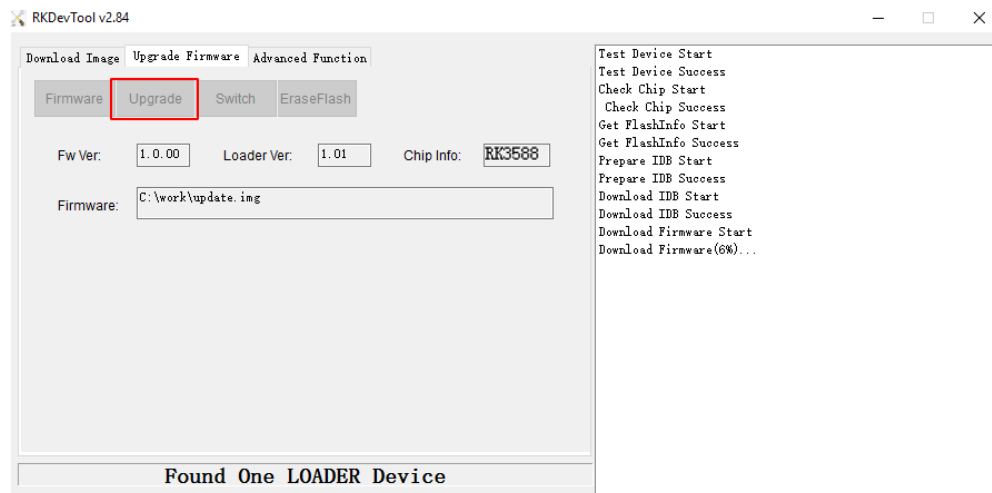 RKDevTool v2.84
Download Image Upgrade Firmware Advanced Function
Firmware Upgrade Switch EraseFlash
Fw Ver: 1.0.00 Loader Ver: 1.01 Chip Info: RK3588
Firmware: C:\work\update.img
Found One LOADER Device
Test Device Start
Test Device Success
Check Chip Start
Check Chip Success
Get FlashInfo Start
Get FlashInfo Success
Prepare IDB Start
Prepare IDB Success
Download IDB Start
Download IDB Success
Download Firmware Start
Download Firmware(6%)...